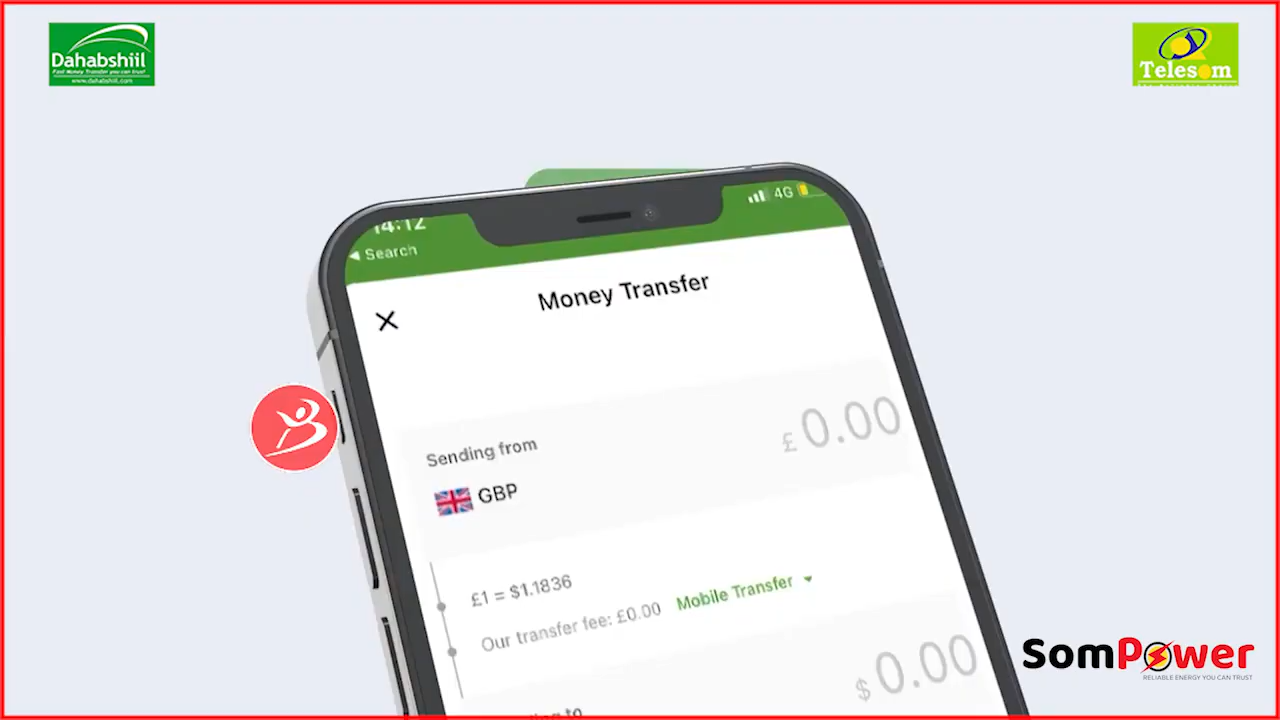 Dahabshiil
Fast Money Transfer you can trust!
www.dahabshiil.com
Telesom
14:12
4G
Search
Money Transfer
Sending from
£ 0.00
GBP
£1 = $1.1836
Our transfer fee: £0.00 Mobile Transfer
$ 0.00
to
SomPower
RELIABLE ENERGY YOU CAN TRUST